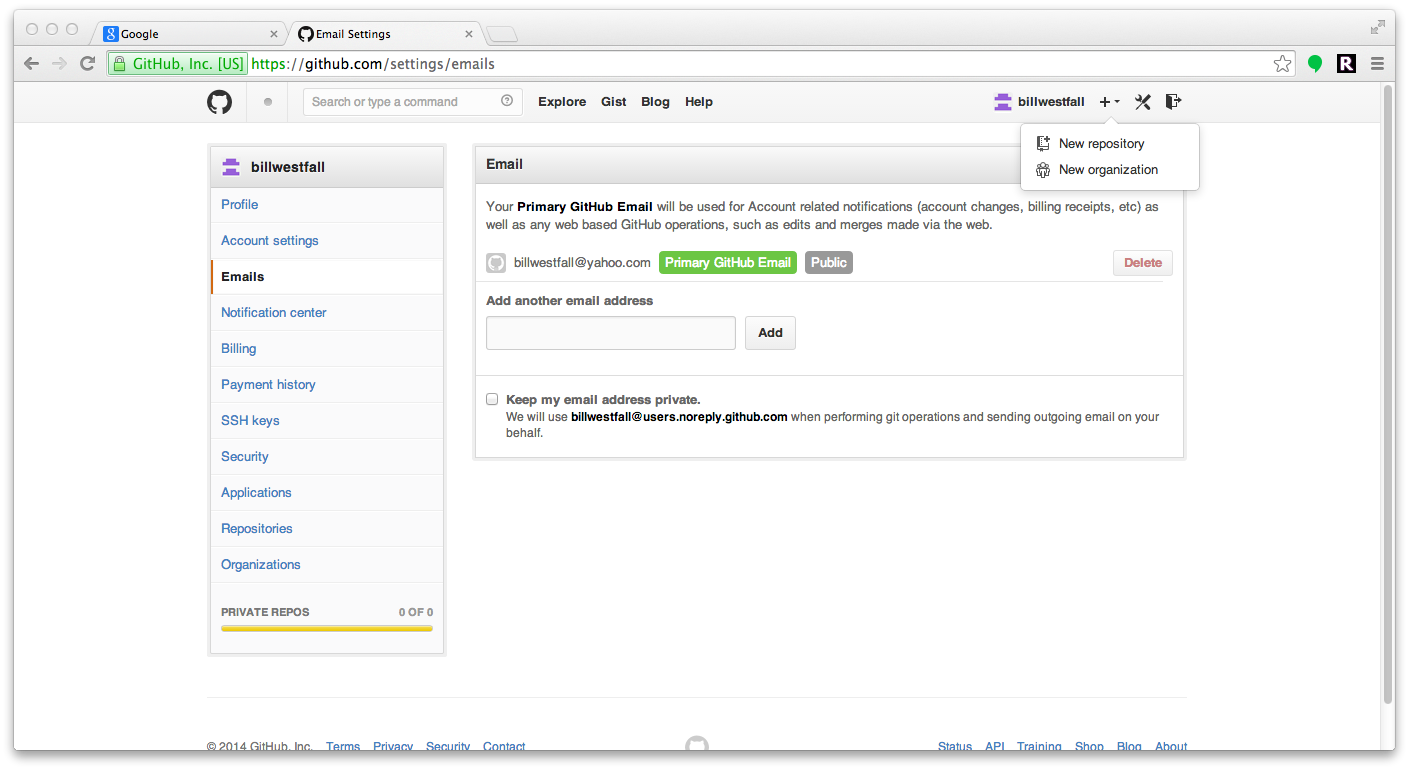 Google
Email Settings
GitHub, Inc. [US] https://github.com/settings/emails
Search or type a command
Explore Gist Blog Help
billwestfall
New repository
New organization
billwestfall
Profile
Account settings
Emails
Notification center
Billing
Payment history
SSH keys
Security
Applications
Repositories
Organizations
PRIVATE REPOS 0 OF 0
Email
Your Primary GitHub Email will be used for Account related notifications (account changes, billing receipts, etc) as
well as any web based GitHub operations, such as edits and merges made via the web.
billwestfall@yahoo.com Primary GitHub Email Public Delete
Add another email address
Add
Keep my email address private.
We will use billwestfall@users.noreply.github.com when performing git operations and sending outgoing email on your
behalf.
© 2014 GitHub, Inc. Terms Privacy Security Contact
Status API Training Shop Blog About